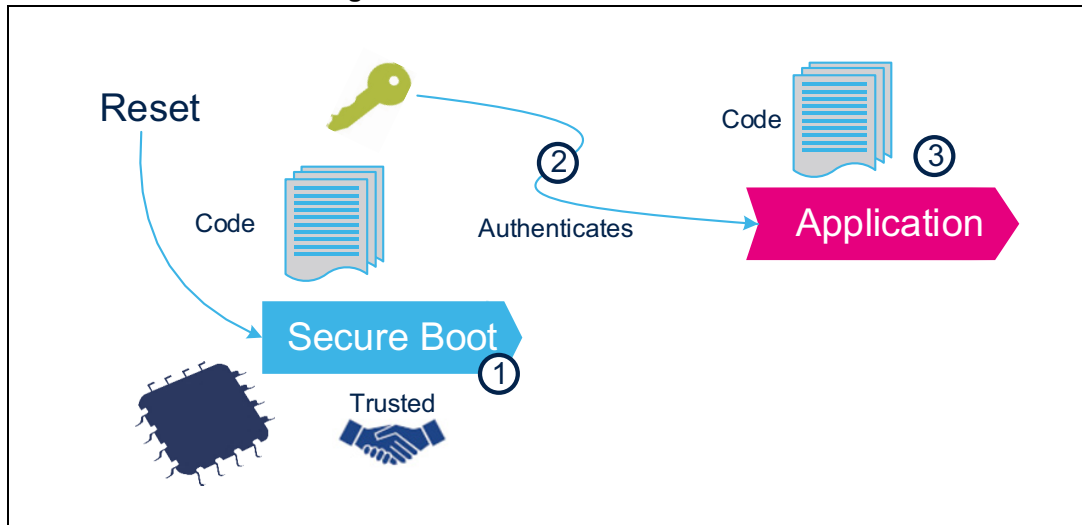 Reset
Code
3
2
Code
Authenticates
Application
Secure Boot
1
Trusted